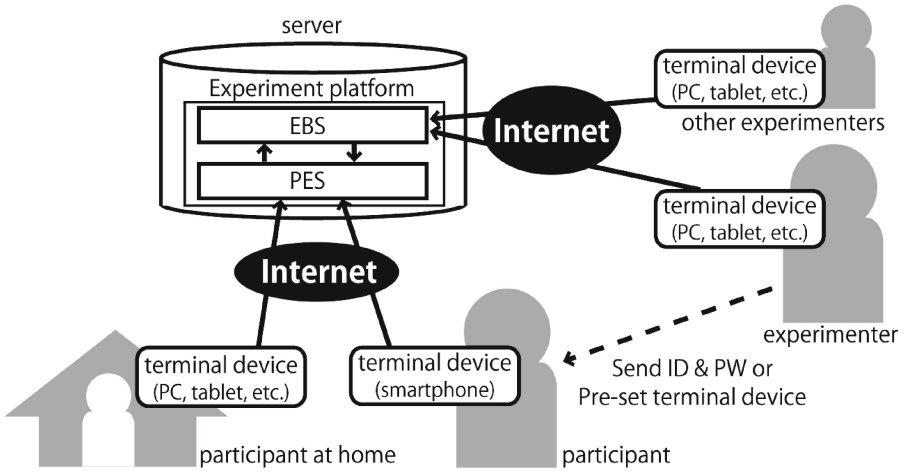 server
Experiment platform
EBS
PES
Internet
terminal device
(PC, tablet, etc.)
other experimenters
terminal device
(PC, tablet, etc.)
experimenter
Internet
terminal device
(PC, tablet, etc.)
participant at home
terminal device
(smartphone)
participant
Send ID & PW or
Pre-set terminal device